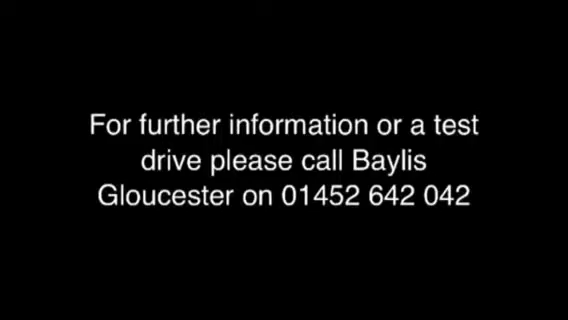 For further information or a test
drive please call Baylis
Gloucester on 01452 642 042